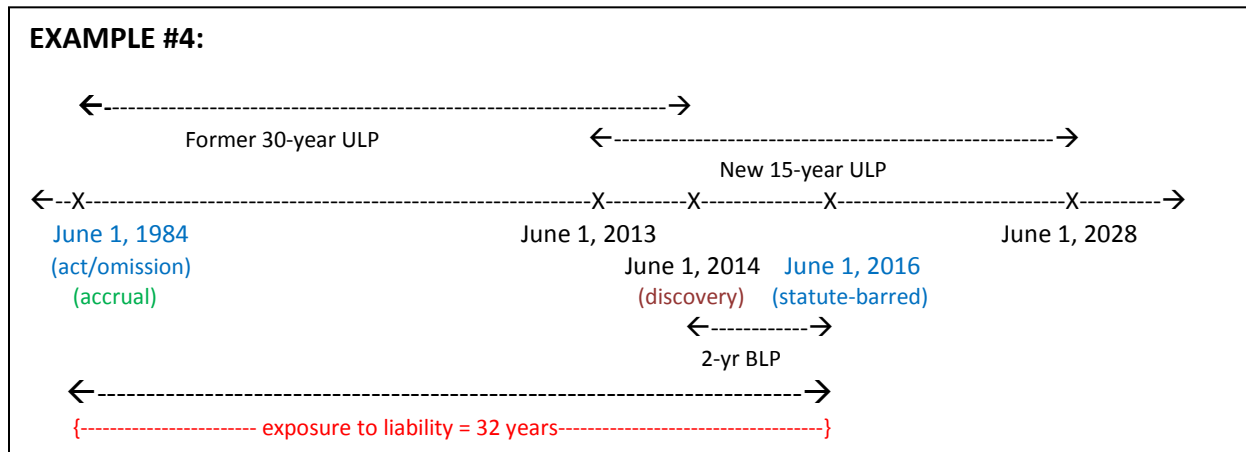 EXAMPLE #4:
←----------------------------------------------------------------------→
Former 30-year ULP
←--------------------------------------------------------→
New 15-year ULP
←--X----------------------------------------------------------------X------------X-----------------X------------------------------X----------→
June 1, 1984 June 1, 2013 June 1, 2028
(act/omission) June 1, 2014 June 1, 2016
(accrual) (discovery) (statute-barred)
←------------→
2-yr BLP
←----------------------------------------------------------------------------------------→
{----------------------- exposure to liability = 32 years----------------------------------}